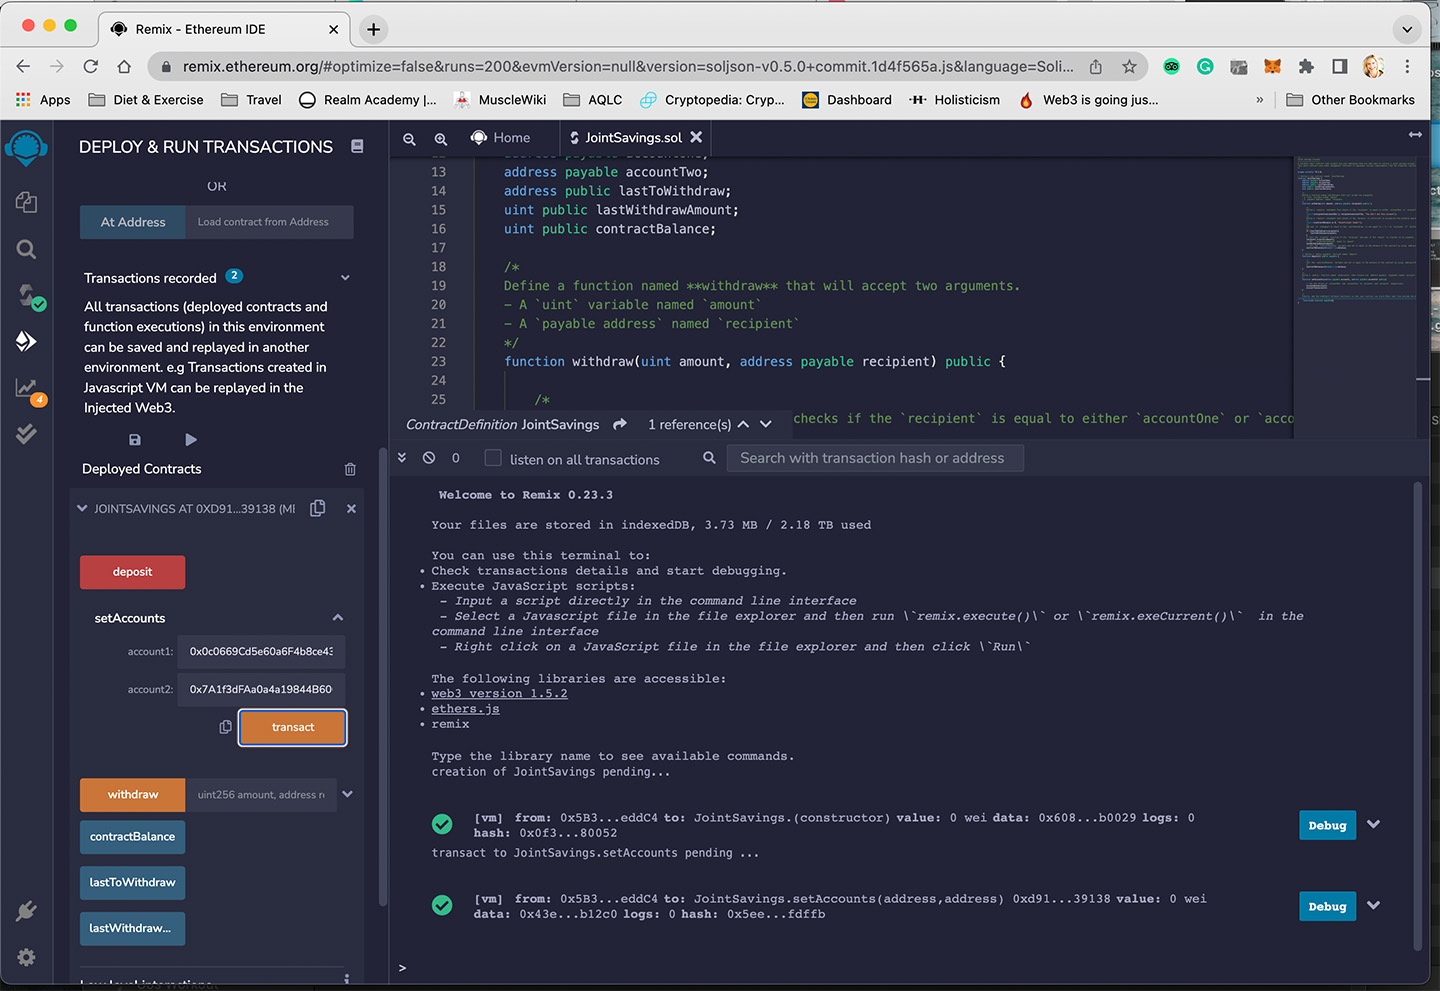 Remix - Ethereum IDE
remix.ethereum.org/#optimize=false&runs=200&evmVersion=null&version=soljson-v0.5.0+commit.1d4f565a.js&language=Soli...
Apps Diet & Exercise Travel Realm Academy |... MuscleWiki AQLC Cryptopedia: Cryp... Dashboard Holisticism Web3 is going jus... » Other Bookmarks
DEPLOY & RUN TRANSACTIONS
OR
At Address Load contract from Address
Transactions recorded 2
All transactions (deployed contracts and
function executions) in this environment
can be saved and replayed in another
environment. e.g Transactions created in
Javascript VM can be replayed in the
Injected Web3.
Deployed Contracts
JOINTSAVINGS AT 0XD91...39138 (ME
deposit
setAccounts
account1: 0x0c0669Cd5e60a6F4b8ce43
account2: 0x7A1f3dFAa0a4a19844B60
transact
withdraw uint256 amount, address re
contractBalance
lastToWithdraw
lastWithdraw...
4
Home JointSavings.sol
13 address payable accountTwo;
14 address public lastToWithdraw;
15 uint public lastWithdrawAmount;
16 uint public contractBalance;
17
18 /*
19 Define a function named **withdraw** that will accept two arguments.
20 - A `uint` variable named `amount`
21 - A `payable address` named `recipient`
22 */
23 function withdraw(uint amount, address payable recipient) public {
24
25 /*
checks if the `recipient` is equal to either `accountOne` or `acco
ContractDefinition JointSavings 1 reference(s)
0 listen on all transactions Search with transaction hash or address
Welcome to Remix 0.23.3
Your files are stored in indexedDB, 3.73 MB / 2.18 TB used
You can use this terminal to:
• Check transactions details and start debugging.
• Execute JavaScript scripts:
- Input a script directly in the command line interface
- Select a Javascript file in the file explorer and then run \`remix.execute()\` or \`remix.exeCurrent()\` in the
command line interface
- Right click on a JavaScript file in the file explorer and then click \`Run\`
The following libraries are accessible:
• web3 version 1.5.2
• ethers.js
• remix
Type the library name to see available commands.
creation of JointSavings pending...
[vm] from: 0x5B3...eddC4 to: JointSavings.(constructor) value: 0 wei data: 0x608...b0029 logs: 0
hash: 0x0f3...80052
Debug
transact to JointSavings.setAccounts pending ...
[vm] from: 0x5B3...eddC4 to: JointSavings.setAccounts(address,address) 0xd91...39138 value: 0 wei
data: 0x43e...b12c0 logs: 0 hash: 0x5ee...fdffb
Debug
>